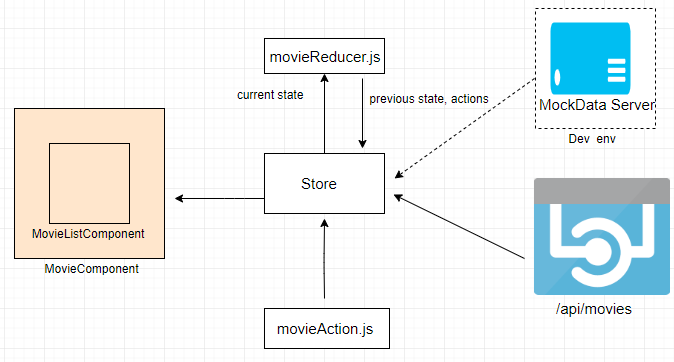 movieReducer.js
current state
previous state, actions
MockData Server
Dev env
Store
MovieListComponent
MovieComponent
/api/movies
movieAction.js